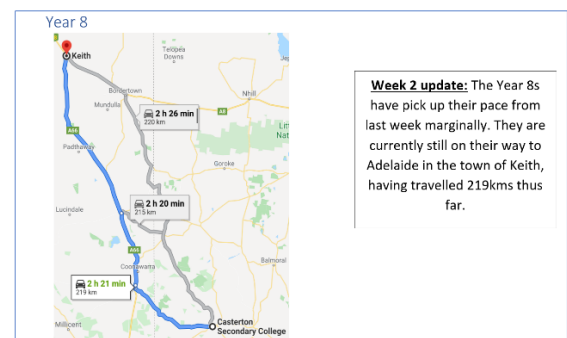 Year 8
Keith
Telopea
Downs
Bordertown
Nhill
Mundulla
2 h 26 min
220 km
A8
A66
Padthaway
Goroke
2 h 20 min
215 km
Lucindale
A66
Coonawarra
Balmoral
2 h 21 min
219 km
Millicent
Casterton
Secondary College
Week 2 update: The Year 8s
have pick up their pace from
last week marginally. They are
currently still on their way to
Adelaide in the town of Keith,
having travelled 219kms thus
far.